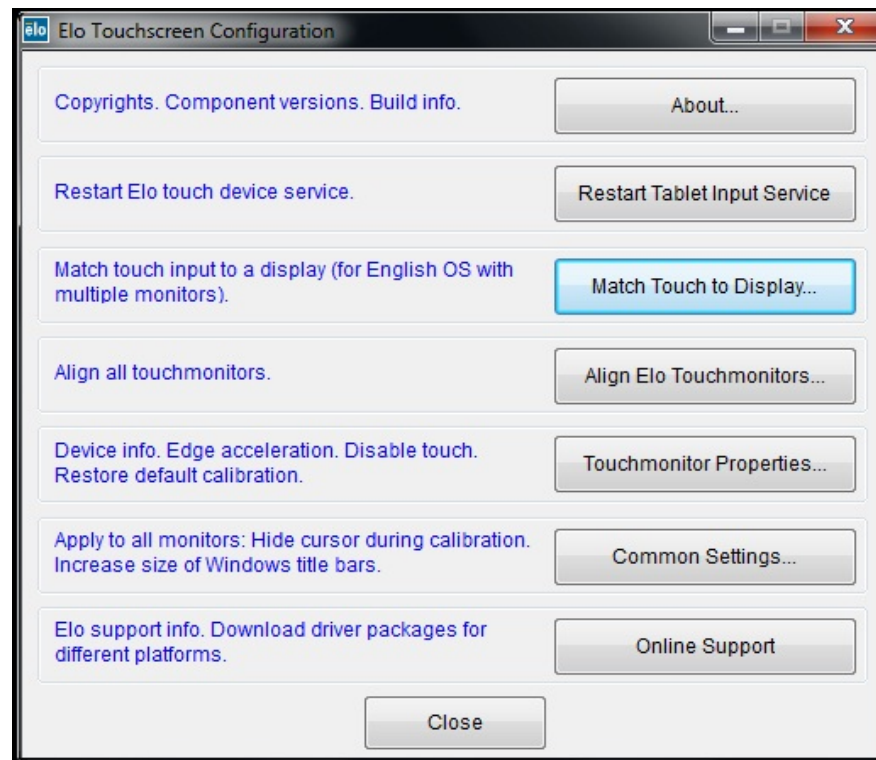 elo Elo Touchscreen Configuration
Copyrights. Component versions. Build info.
About...
Restart Elo touch device service.
Restart Tablet Input Service
Match touch input to a display (for English OS with
multiple monitors).
Match Touch to Display...
Align all touchmonitors.
Align Elo Touchmonitors...
Device info. Edge acceleration. Disable touch.
Restore default calibration.
Touchmonitor Properties...
Apply to all monitors: Hide cursor during calibration.
Increase size of Windows title bars.
Common Settings...
Elo support info. Download driver packages for
different platforms.
Online Support
Close